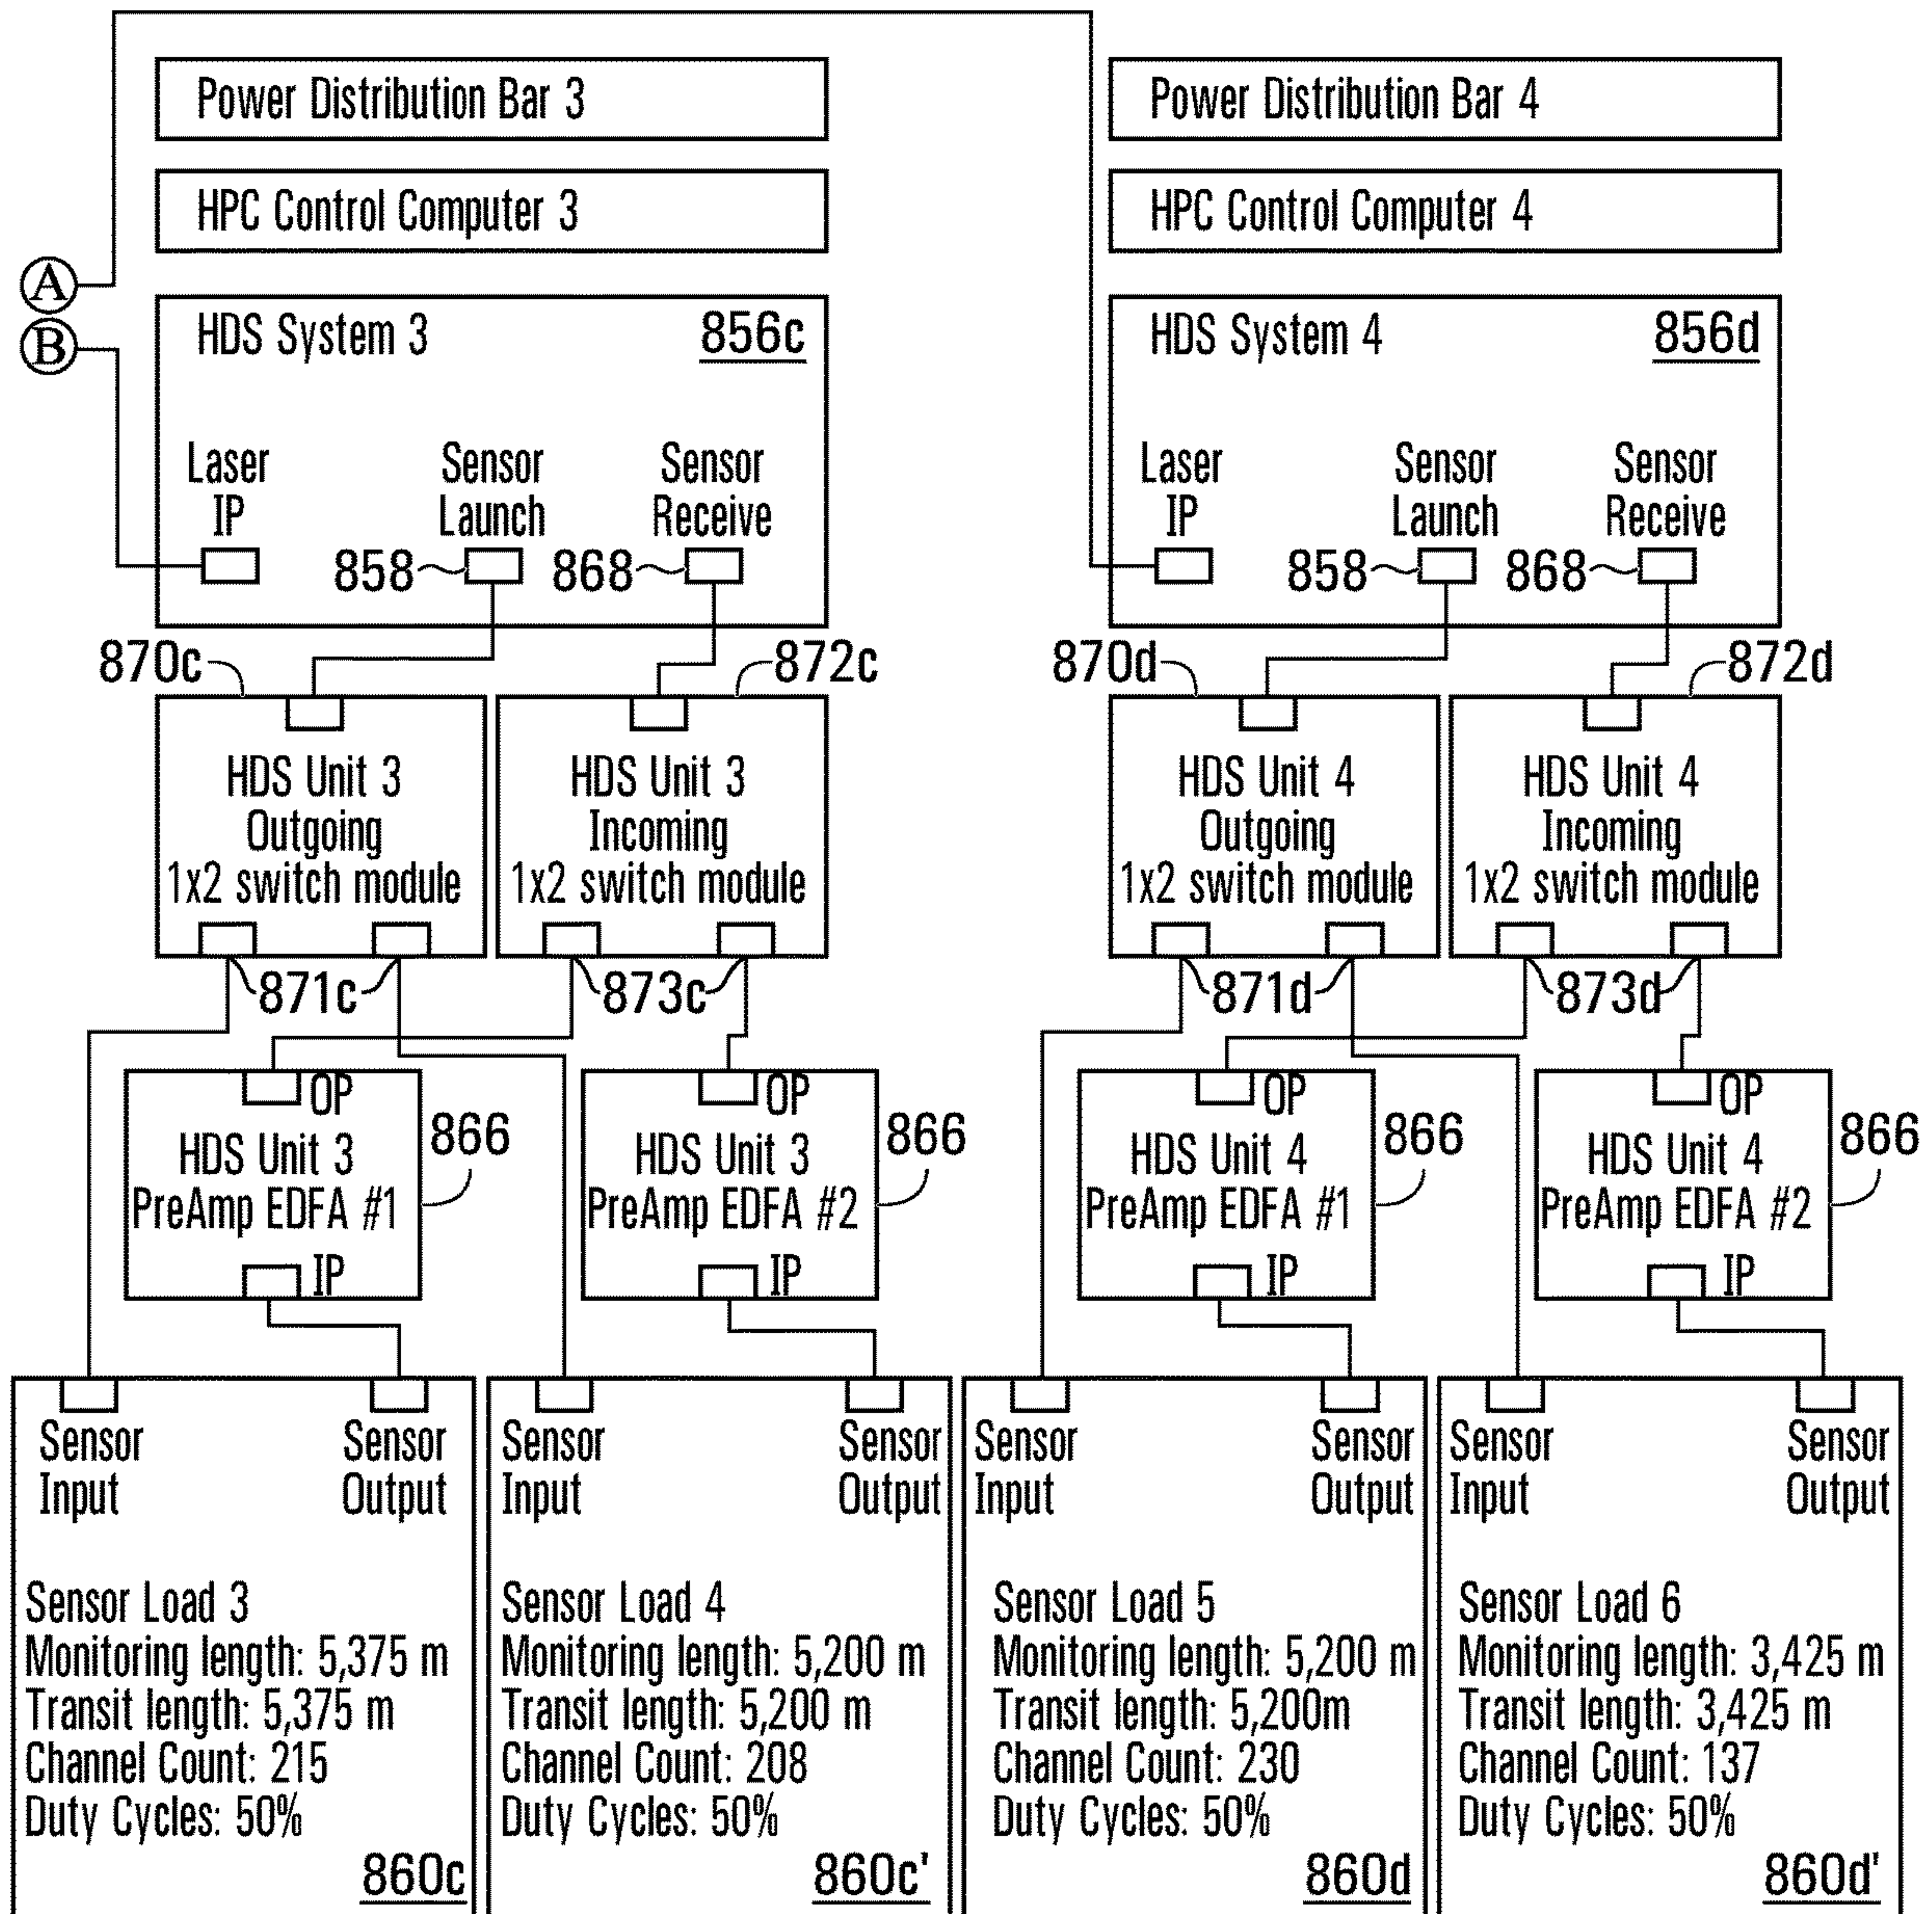 Power Distribution Bar 3
Power Distribution Bar 4
HPC Control Computer 3
HPC Control Computer 4
A
B
HDS System 3
856c
Laser
IP
Sensor
Launch
Sensor
Receive
858
868
HDS System 4
856d
Laser
IP
Sensor
Launch
Sensor
Receive
858
868
870c
872c
870d
872d
HDS Unit 3
Outgoing
1x2 switch module
HDS Unit 3
Incoming
1x2 switch module
HDS Unit 4
Outgoing
1x2 switch module
HDS Unit 4
Incoming
1x2 switch module
871c
873c
871d
873d
OP
HDS Unit 3
PreAmp EDFA #1
IP
866
OP
HDS Unit 3
PreAmp EDFA #2
IP
866
OP
HDS Unit 4
PreAmp EDFA #1
IP
866
OP
HDS Unit 4
PreAmp EDFA #2
IP
866
Sensor
Input
Sensor
Output
Sensor Load 3
Monitoring length: 5,375 m
Transit length: 5,375 m
Channel Count: 215
Duty Cycles: 50%
860c
Sensor
Input
Sensor
Output
Sensor Load 4
Monitoring length: 5,200 m
Transit length: 5,200 m
Channel Count: 208
Duty Cycles: 50%
860c'
Sensor
Input
Sensor
Output
Sensor Load 5
Monitoring length: 5,200 m
Transit length: 5,200m
Channel Count: 230
Duty Cycles: 50%
860d
Sensor
Input
Sensor
Output
Sensor Load 6
Monitoring length: 3,425 m
Transit length: 3,425 m
Channel Count: 137
Duty Cycles: 50%
860d'